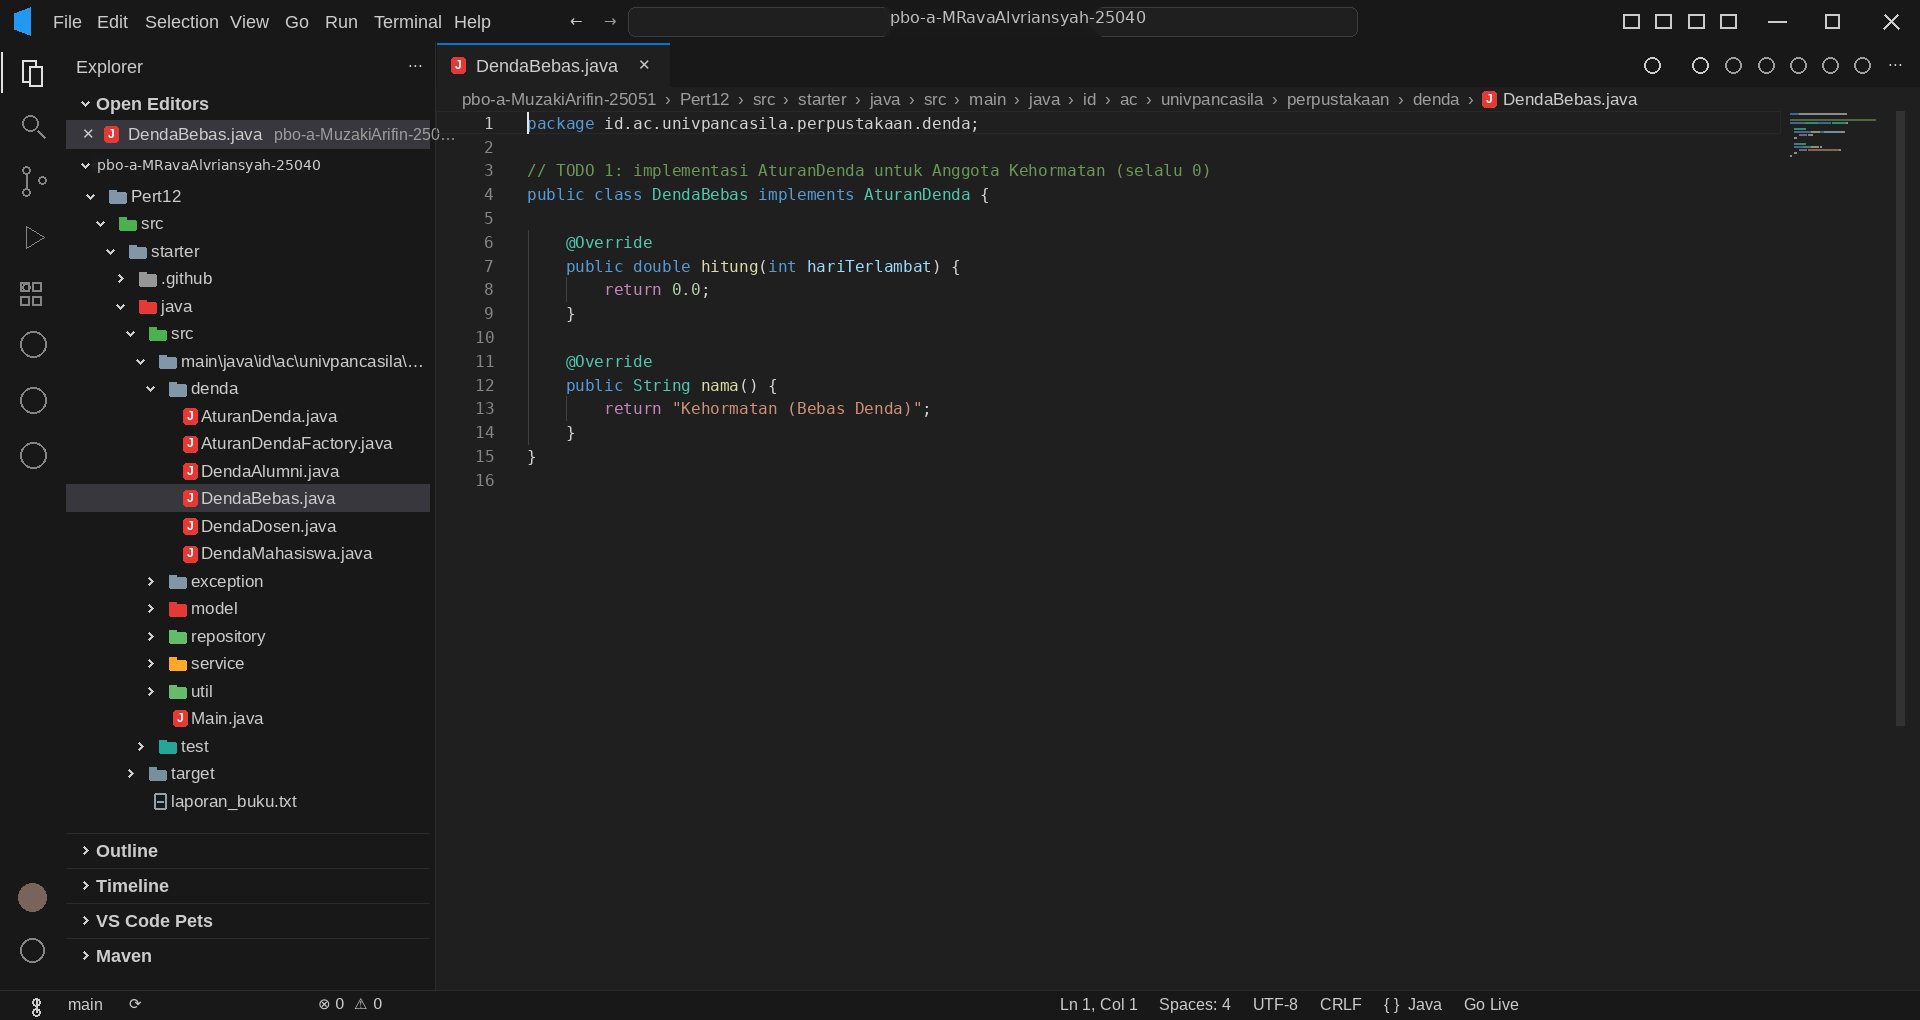 File Edit Selection View Go Run Terminal Help ← → pbo-a-MRavaAlvriansyah-25040
Explorer ···
Open Editors
× J DendaBebas.java pbo-a-MuzakiArifin-250...
pbo-a-MRavaAlvriansyah-25040
Pert12
src
starter
.github
java
src
main\java\id\ac\univpancasila\...
denda
J AturanDenda.java
J AturanDendaFactory.java
J DendaAlumni.java
J DendaBebas.java
J DendaDosen.java
J DendaMahasiswa.java
exception
model
repository
service
util
J Main.java
test
target
laporan_buku.txt
Outline
Timeline
VS Code Pets
Maven
J DendaBebas.java × ···
pbo-a-MuzakiArifin-25051 › Pert12 › src › starter › java › src › main › java › id › ac › univpancasila › perpustakaan › denda › J DendaBebas.java
1 package id.ac.univpancasila.perpustakaan.denda;
2
3 // TODO 1: implementasi AturanDenda untuk Anggota Kehormatan (selalu 0)
4 public class DendaBebas implements AturanDenda {
5
6     @Override
7     public double hitung(int hariTerlambat) {
8         return 0.0;
9     }
10
11     @Override
12     public String nama() {
13         return "Kehormatan (Bebas Denda)";
14     }
15 }
16
main ⟳ ⊗ 0 ⚠ 0 Ln 1, Col 1 Spaces: 4 UTF-8 CRLF { } Java Go Live